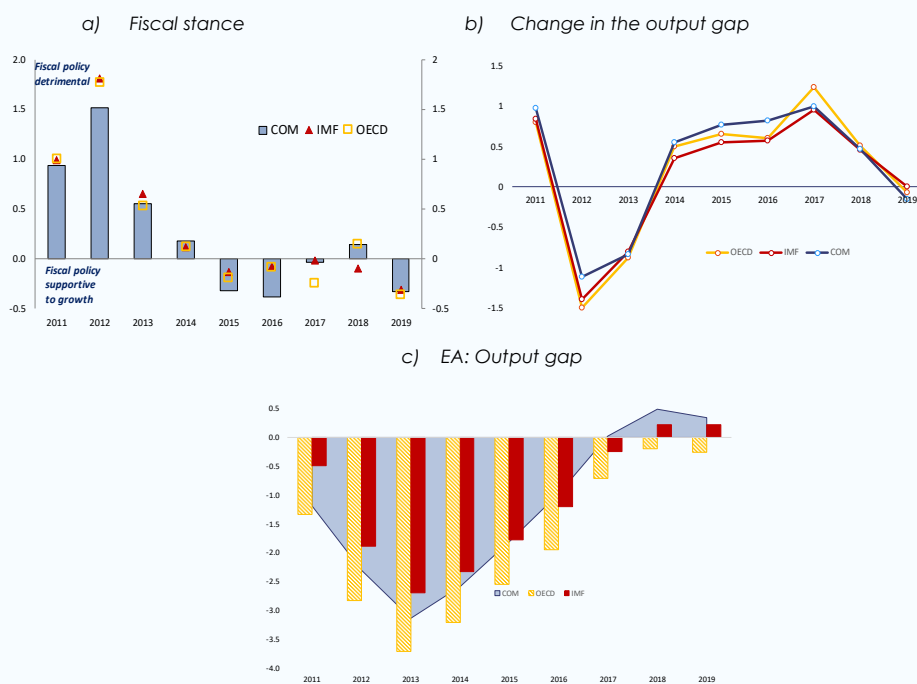 a) Fiscal stance
2.0
1.5
1.0
0.5
0.0
-0.5
Fiscal policy
detrimental
COM IMF OECD
Fiscal policy
supportive
to growth
2
1.5
1
0.5
0
-0.5
2011 2012 2013 2014 2015 2016 2017 2018 2019
b) Change in the output gap
1.5
1
0.5
0
-0.5
-1
-1.5
2011 2012 2013 2014 2015 2016 2017 2018 2019
OECD IMF COM
c) EA: Output gap
0.5
0.0
-0.5
-1.0
-1.5
-2.0
-2.5
-3.0
-3.5
-4.0
COM OECD IMF
2011 2012 2013 2014 2015 2016 2017 2018 2019